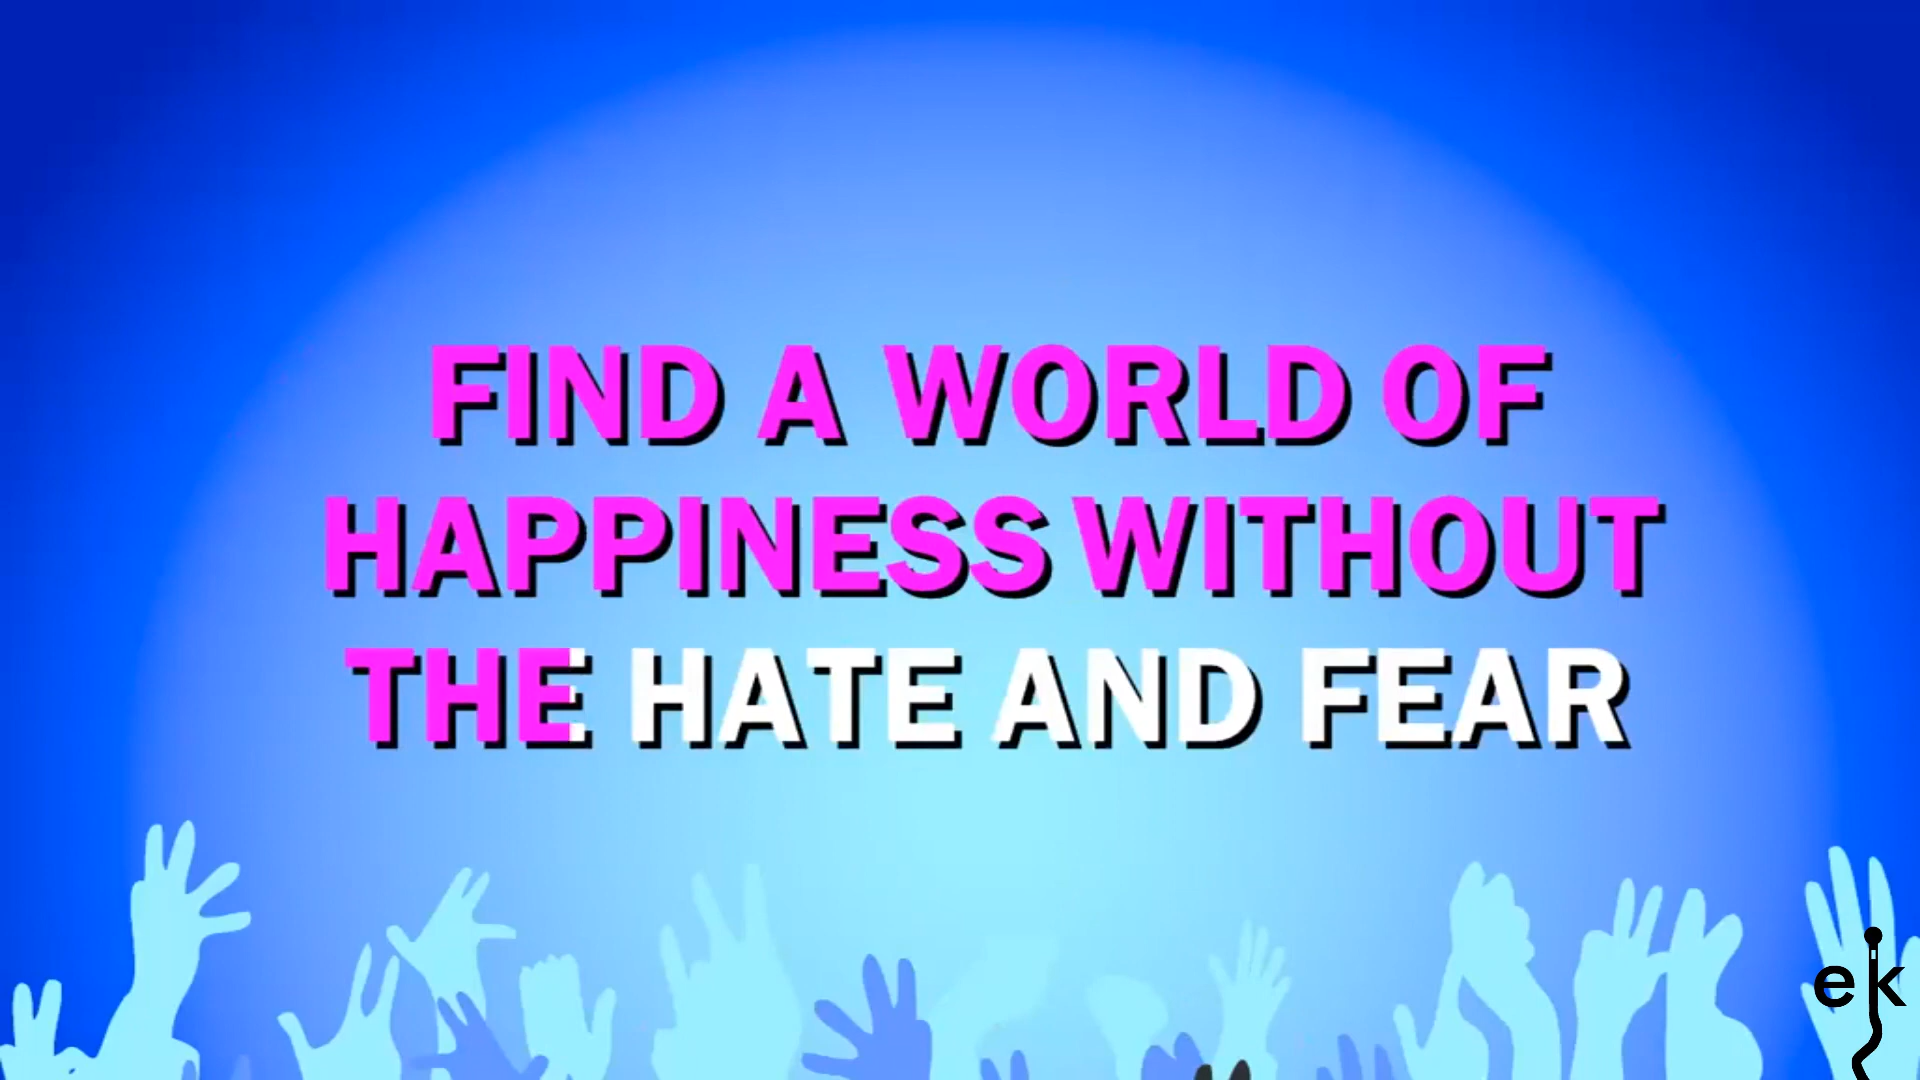 FIND A WORLD OF
HAPPINESS WITHOUT
THE HATE AND FEAR
ek